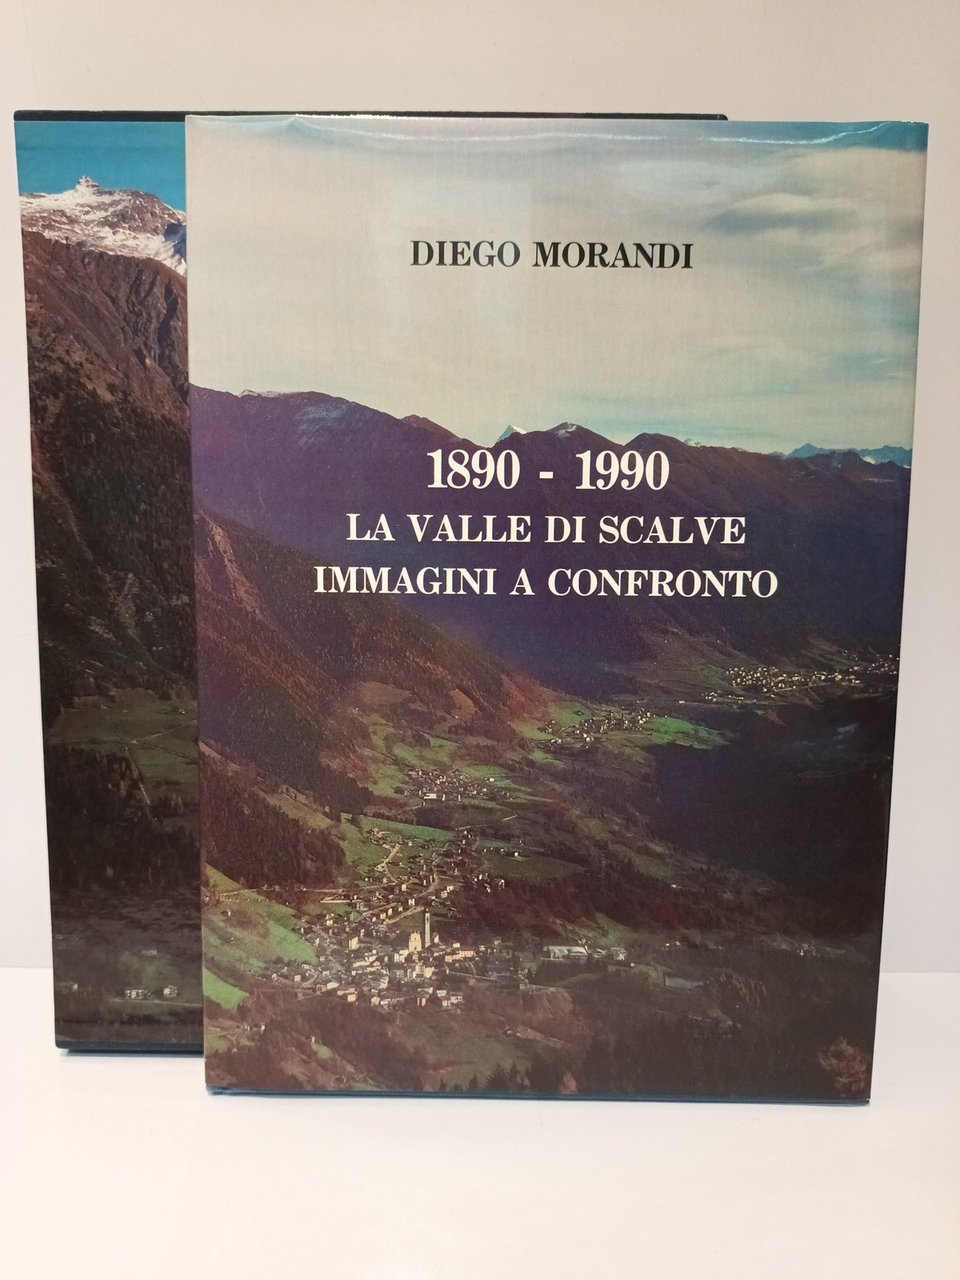 DIEGO MORANDI
1890 - 1990
LA VALLE DI SCALVE
IMMAGINI A CONFRONTO